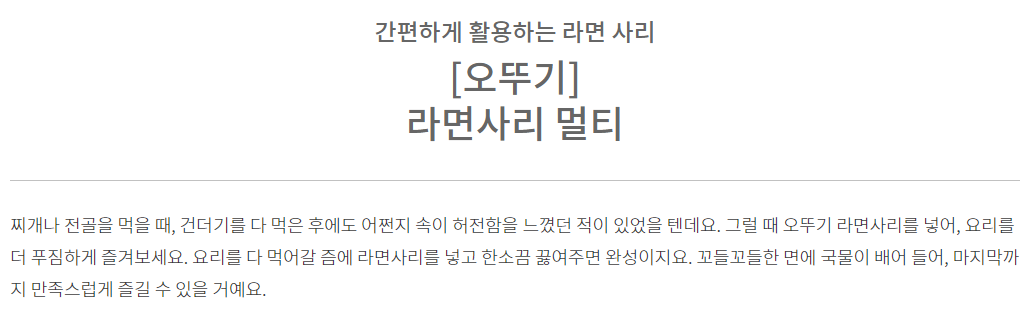 간편하게 활용하는 라면 사리
[오뚜기]
라면사리 멀티
찌개나 전골을 먹을 때, 건더기를 다 먹은 후에도 어쩐지 속이 허전함을 느꼈던 적이 있었을 텐데요. 그럴 때 오뚜기 라면사리를 넣어, 요리를
더 푸짐하게 즐겨보세요. 요리를 다 먹어갈 즘에 라면사리를 넣고 한소끔 끓여주면 완성이지요. 꼬들꼬들한 면에 국물이 배어 들어, 마지막까
지 만족스럽게 즐길 수 있을 거예요.